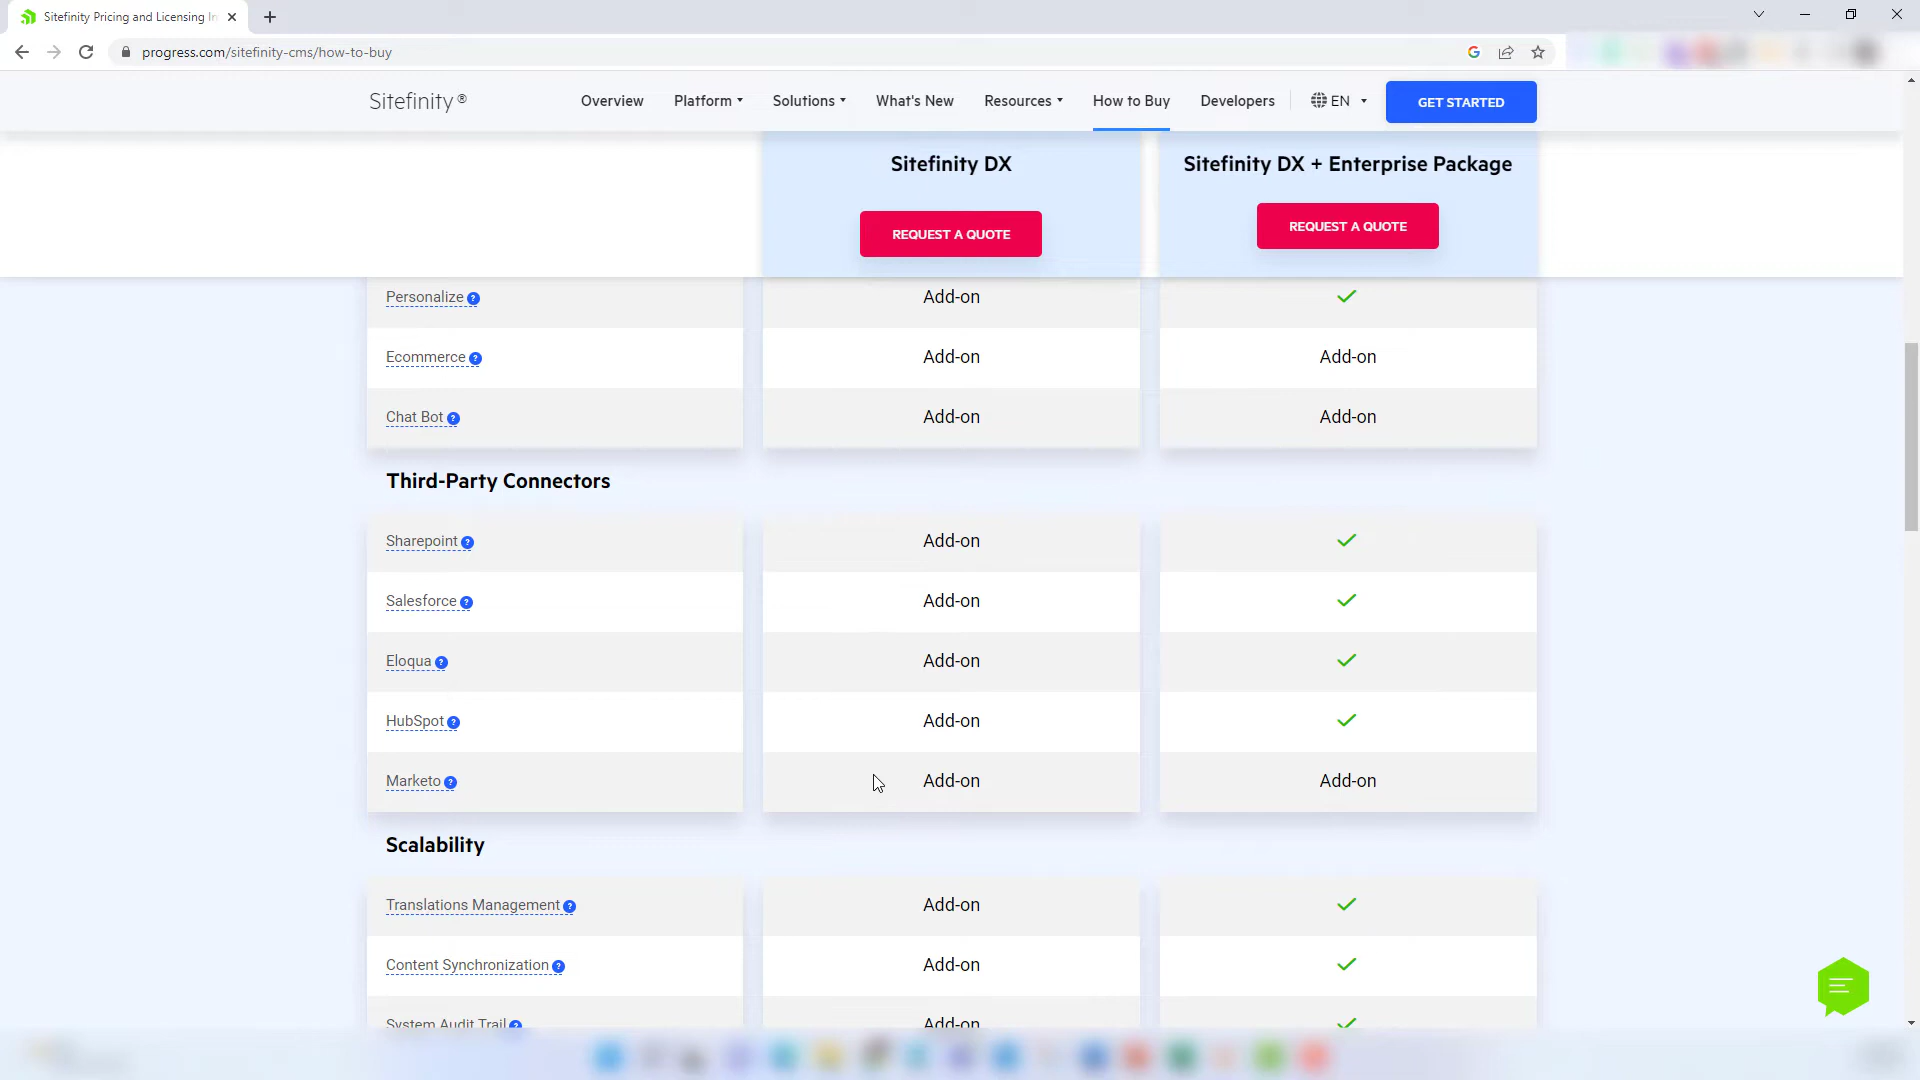 Sitefinity Pricing and Licensing In
progress.com/sitefinity-cms/how-to-buy
Sitefinity ®
Overview
Platform
Solutions
What's New
Resources
How to Buy
Developers
EN
GET STARTED
Sitefinity DX
Sitefinity DX + Enterprise Package
REQUEST A QUOTE
REQUEST A QUOTE
Personalize ? Add-on
Ecommerce ? Add-on Add-on
Chat Bot ? Add-on Add-on
Third-Party Connectors
Sharepoint ? Add-on
Salesforce ? Add-on
Eloqua ? Add-on
HubSpot ? Add-on
Marketo ? Add-on Add-on
Scalability
Translations Management ? Add-on
Content Synchronization ? Add-on
System Audit Trail ? Add-on